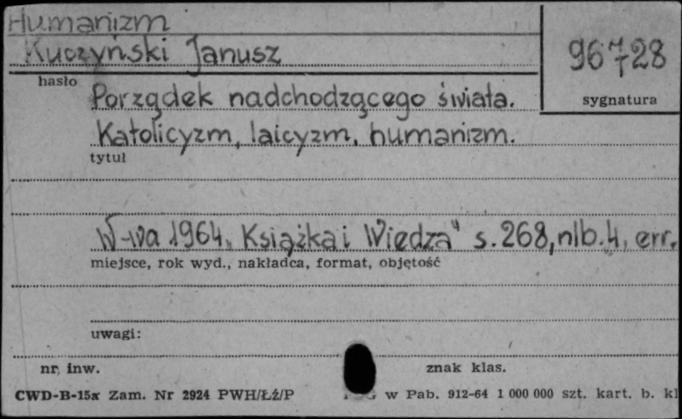 Humanizm
Kuczyński Janusz
96728
hasło
sygnatura
Porządek nadchodzącego świata.
Katolicyzm, laicyzm, humanizm.
tytuł
W-wa 1964, „Książka i Wiedza" s. 268, nlb. 4, err.
miejsce, rok wyd., nakładca, format, objętość
uwagi:
nr. inw.
znak klas.
CWD-B-15x Zam. Nr 2924 PWH/Łź/P
w Pab. 912-64 1 000 000 szt. kart. b. kl